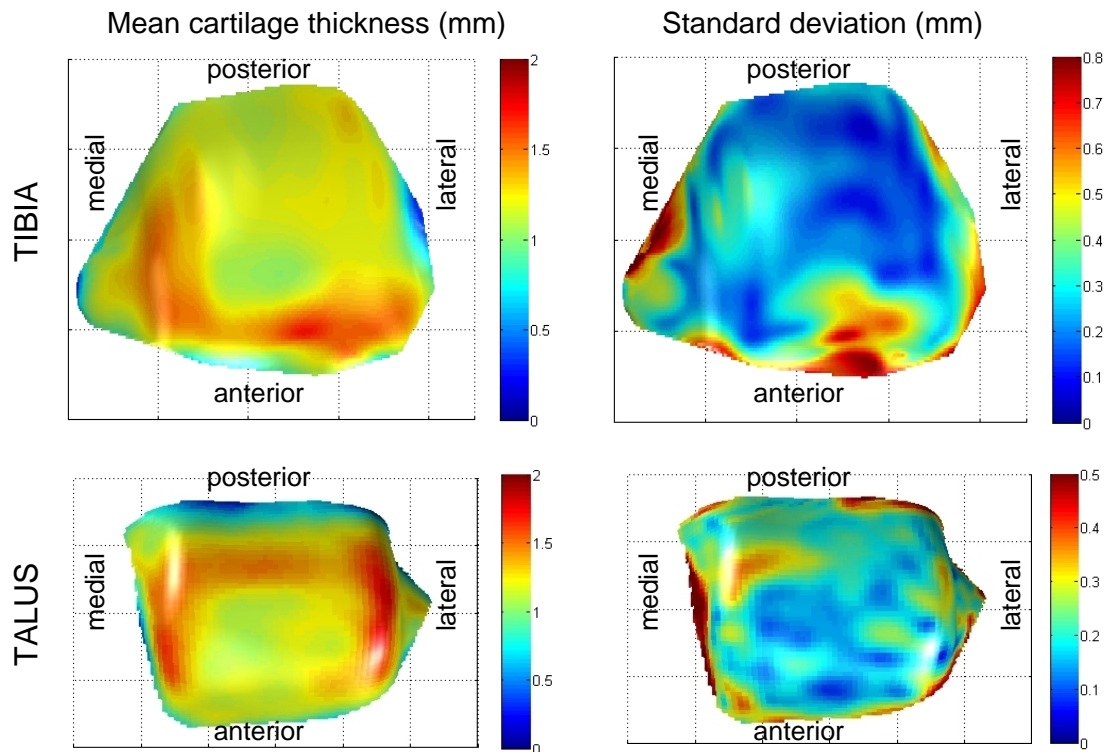 Mean cartilage thickness (mm)
Standard deviation (mm)
TIBIA
posterior
medial
lateral
anterior
2
1.5
1
0.5
0
posterior
medial
lateral
anterior
0.8
0.7
0.6
0.5
0.4
0.3
0.2
0.1
0
TALUS
posterior
medial
lateral
anterior
2
1.5
1
0.5
0
posterior
medial
lateral
anterior
0.5
0.4
0.3
0.2
0.1
0